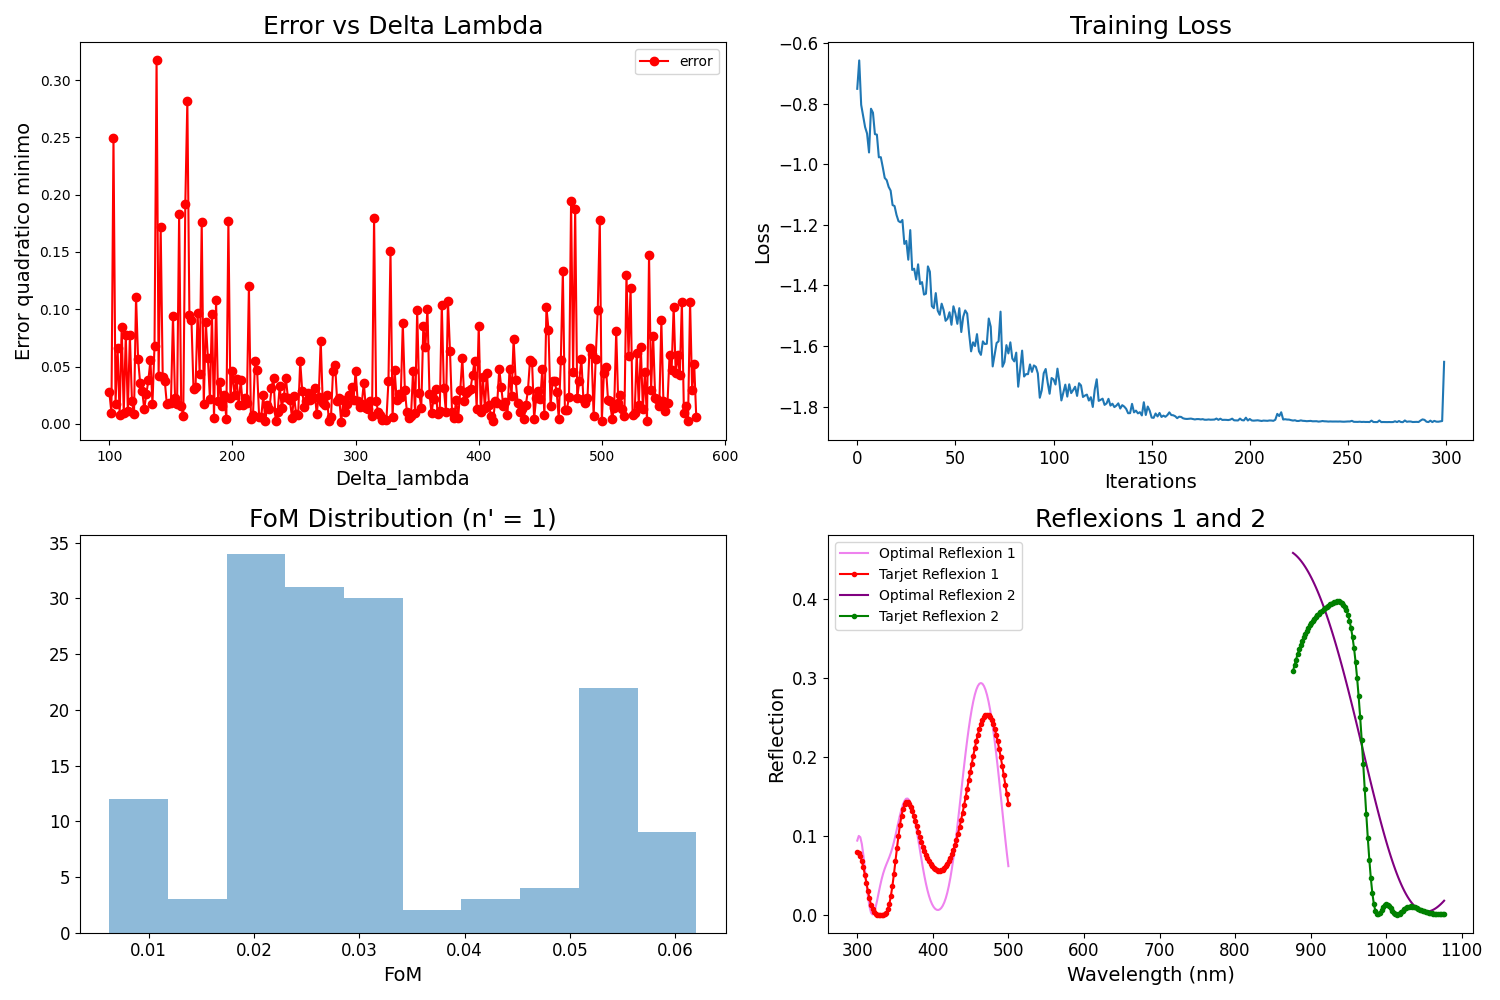 Error vs Delta Lambda
error
Error quadratico minimo
0.30
0.25
0.20
0.15
0.10
0.05
0.00
100 200 300 400 500 600
Delta_lambda
Training Loss
Loss
−0.6
−0.8
−1.0
−1.2
−1.4
−1.6
−1.8
0 50 100 150 200 250 300
Iterations
FoM Distribution (n' = 1)
35
30
25
20
15
10
5
0
0.01 0.02 0.03 0.04 0.05 0.06
FoM
Reflexions 1 and 2
Optimal Reflexion 1
Tarjet Reflexion 1
Optimal Reflexion 2
Tarjet Reflexion 2
Reflection
0.4
0.3
0.2
0.1
0.0
300 400 500 600 700 800 900 1000 1100
Wavelength (nm)